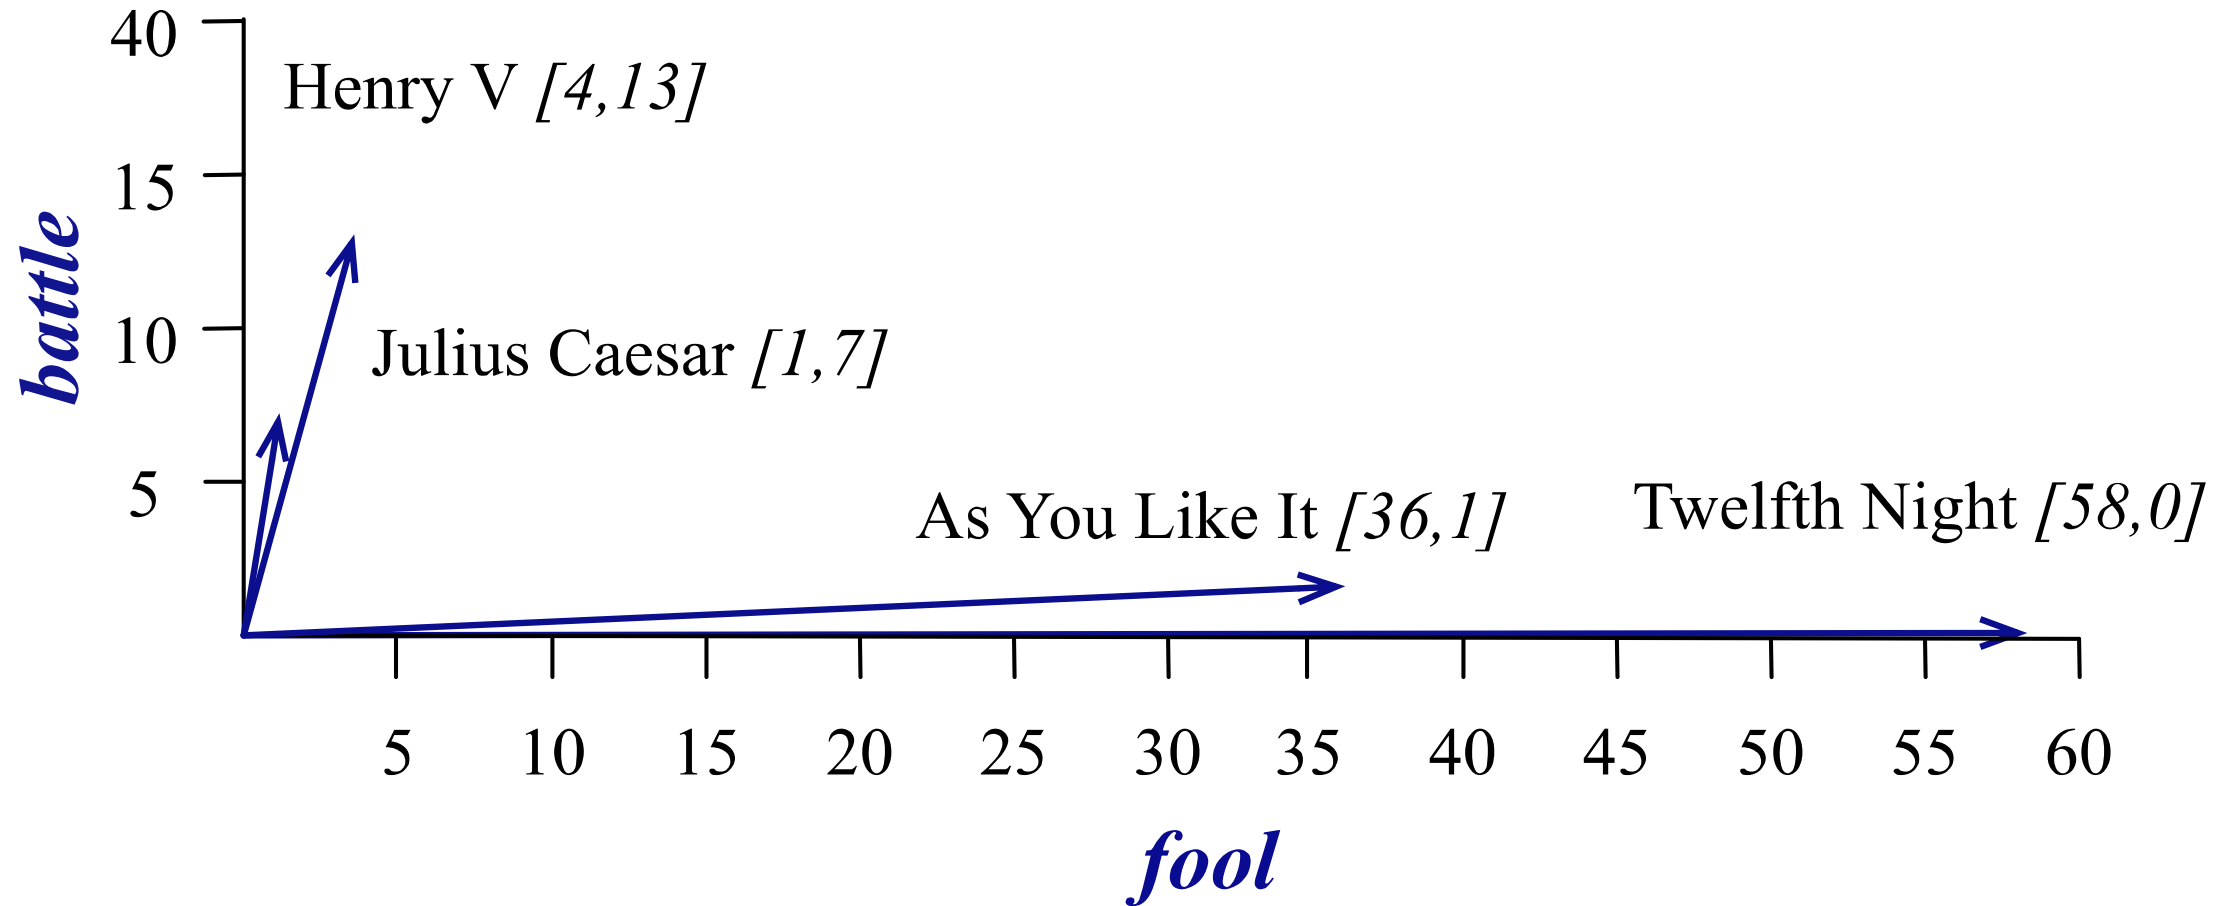 40
Henry V [4,13]
15
battle
10
Julius Caesar [1,7]
5
As You Like It [36,1]
Twelfth Night [58,0]
5 10 15 20 25 30 35 40 45 50 55 60
fool